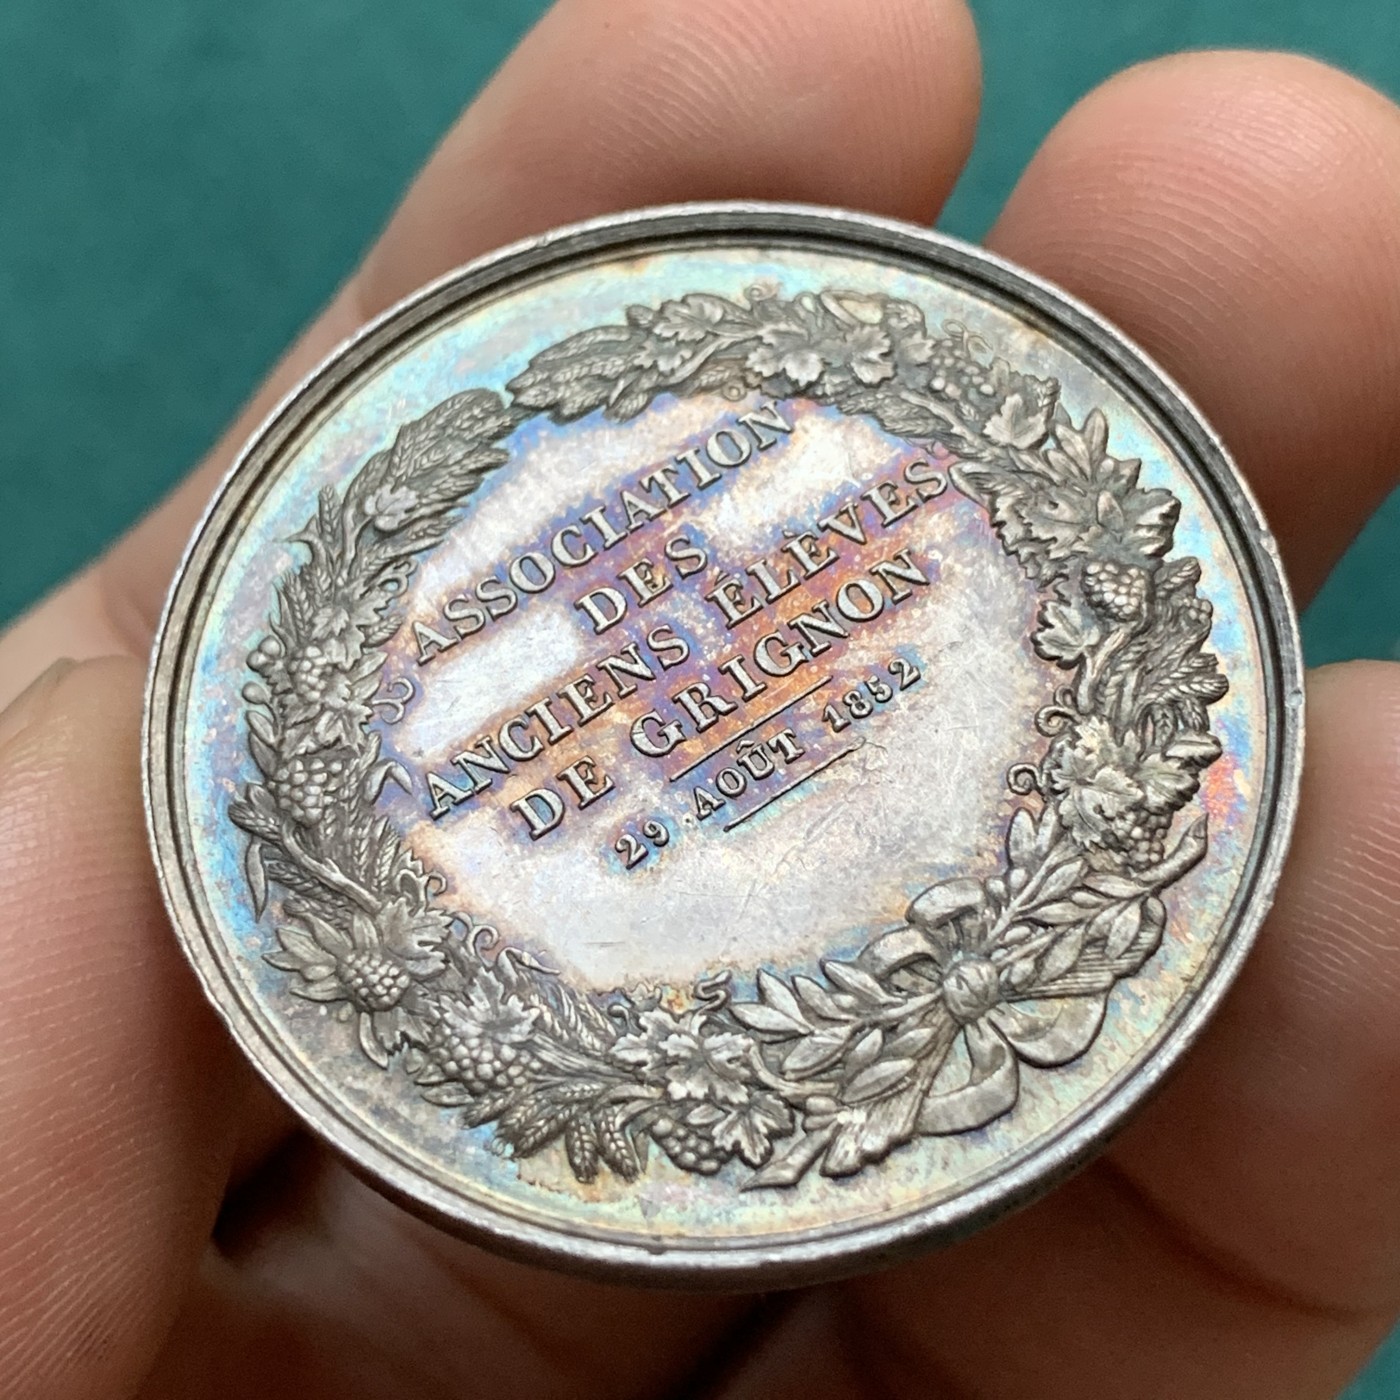 ASSOCIATION
DES
ANCIENS ÉLÈVES
DE GRIGNON
29 AOÛT 1852